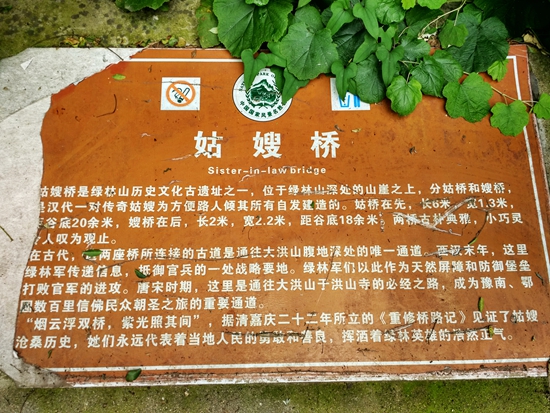 姑嫂桥
Sister-in-law bridge
姑嫂桥是绿林山历史文化古遗址之一，位于绿林山深处的山崖之上，分姑桥和嫂桥，
是汉代一对传奇姑嫂为方便路人倾其所有自发建造的。姑桥在先，长6米，宽1.3米，
谷底20余米，嫂桥在后，长2米，宽2.2米，距谷底18余米；两桥古朴典雅，小巧灵
人叹为观止。
在古代，两座桥所连接的古道是通往大洪山腹地深处的唯一通道。西汉末年，这里
绿林军传递信息，抵御官兵的一处战略要地。绿林军们以此作为天然屏障和防御堡垒
打败官军的进攻。唐宋时期，这里是通往大洪山于洪山寺的必经之路，成为豫南、鄂
数百里信佛民众朝圣之旅的重要通道。
“烟云浮双桥，紫光照其间”，据清嘉庆二十二年所立的《重修桥路记》见证了姑嫂
沧桑历史，她们永远代表着当地人民的勇敢和善良，挥洒着绿林英雄的浩然正气。